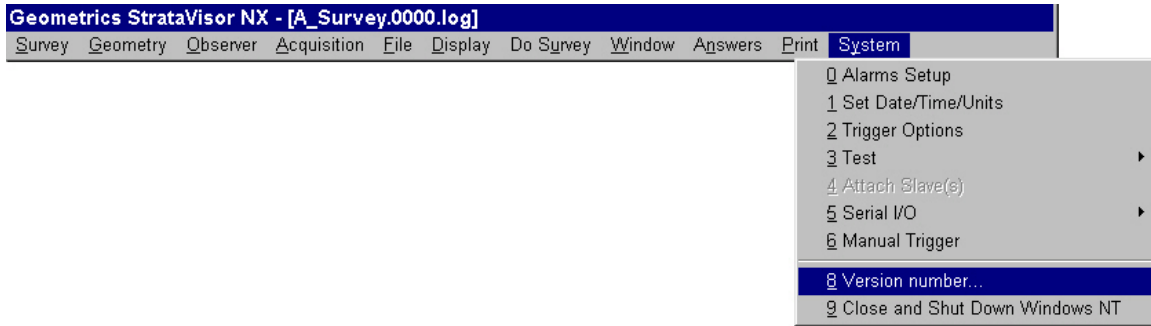 Geometrics StrataVisor NX - [A_Survey.0000.log]
Survey Geometry Observer Acquisition File Display Do Survey Window Answers Print System
0 Alarms Setup
1 Set Date/Time/Units
2 Trigger Options
3 Test
4 Attach Slave(s)
5 Serial I/O
6 Manual Trigger
8 Version number...
9 Close and Shut Down Windows NT